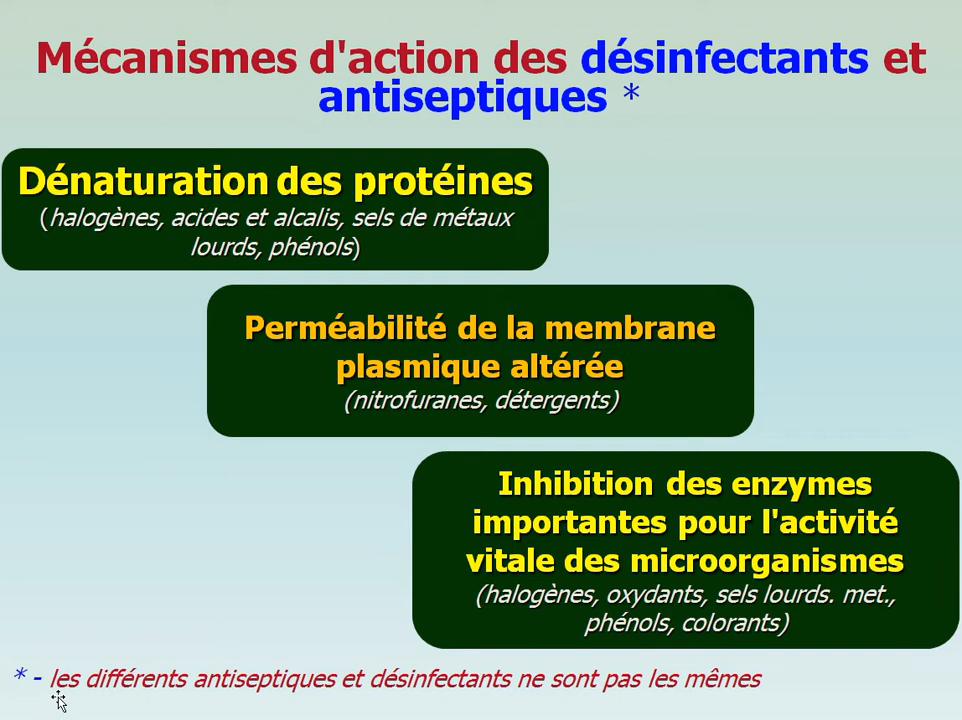 Mécanismes d'action des désinfectants et
antiseptiques *
Dénaturation des protéines
(halogènes, acides et alcalis, sels de métaux
lourds, phénols)
Perméabilité de la membrane
plasmique altérée
(nitrofuranes, détergents)
Inhibition des enzymes
importantes pour l'activité
vitale des microorganismes
(halogènes, oxydants, sels lourds. met.,
phénols, colorants)
* - les différents antiseptiques et désinfectants ne sont pas les mêmes